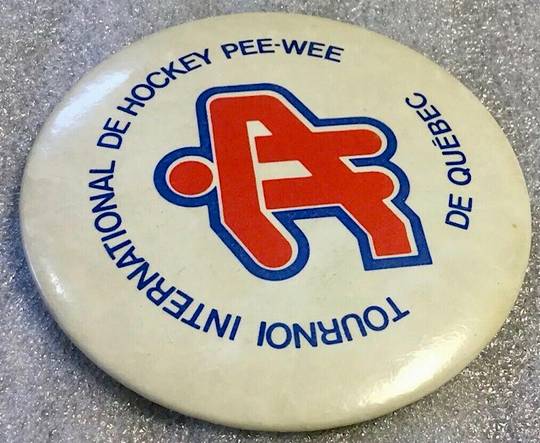 TOURNOI INTERNATIONAL DE HOCKEY PEE-WEE
DE QUÉBEC